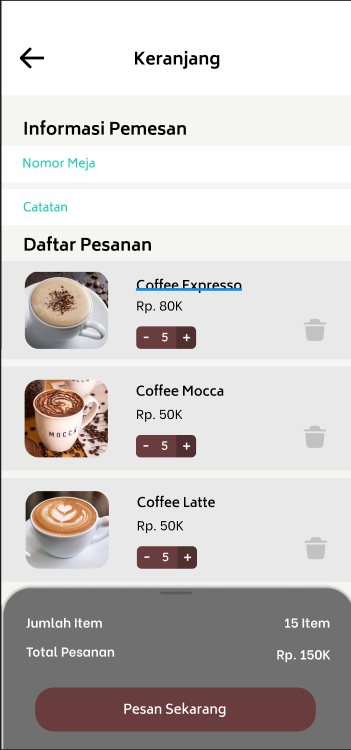 Keranjang
Informasi Pemesan
Nomor Meja
Catatan
Daftar Pesanan
Coffee Expresso
Rp. 80K
- 5 +
Coffee Mocca
Rp. 50K
- 5 +
MOCCA
Coffee Latte
Rp. 50K
- 5 +
Jumlah Item 15 Item
Total Pesanan Rp. 150K
Pesan Sekarang